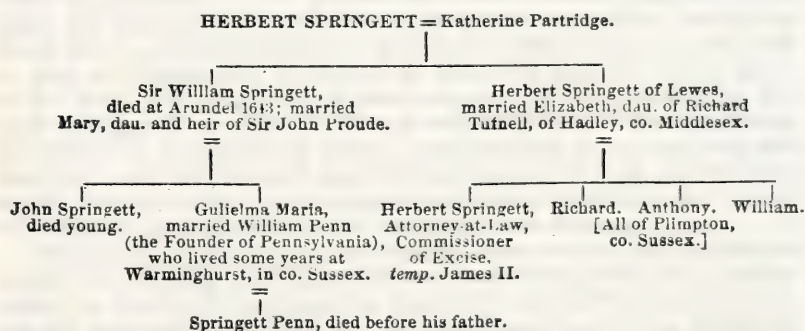 HERBERT SPRINGETT = Katherine Partridge.
Sir William Springett,
died at Arundel 1643; married
Mary, dau. and heir of Sir John Proude.
=
Herbert Springett of Lewes,
married Elizabeth, dau. of Richard
Tufnell, of Hadley, co. Middlesex.
=
John Springett,
died young.
Gulielma Maria,
married William Penn
(the Founder of Pennsylvania),
who lived some years at
Warminghurst, in co. Sussex.
=
Herbert Springett,
Attorney-at-Law,
Commissioner
of Excise,
temp. James II.
Richard. Anthony. William.
[All of Plimpton,
co. Sussex.]
Springett Penn, died before his father.